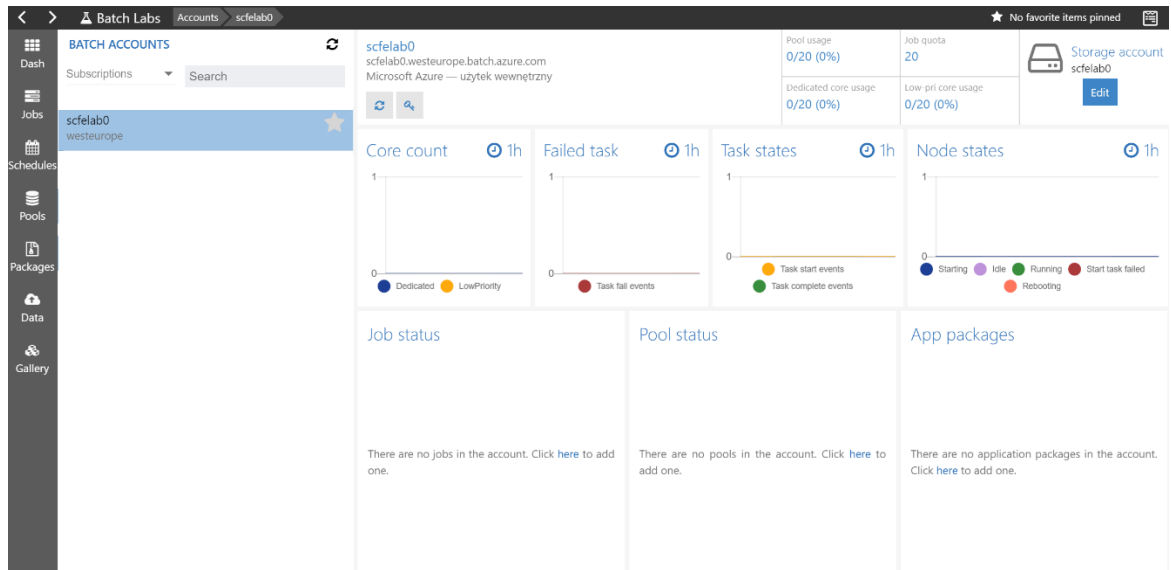 Batch Labs Accounts scfelab0 No favorite items pinned
Dash
Jobs
Schedules
Pools
Packages
Data
Gallery
BATCH ACCOUNTS
Subscriptions Search
scfelab0
westeurope
scfelab0
scfelab0.westeurope.batch.azure.com
Microsoft Azure — użytek wewnętrzny
Pool usage
0/20 (0%)
Job quota
20
Dedicated core usage
0/20 (0%)
Low-pri core usage
0/20 (0%)
Storage account
scfelab0
Edit
Core count 1h
1
0
Dedicated LowPriority
Failed task 1h
1
0
Task fail events
Task states 1h
1
0
Task start events
Task complete events
Node states 1h
1
0
Starting Idle Running Start task failed
Rebooting
Job status
There are no jobs in the account. Click here to add
one.
Pool status
There are no pools in the account. Click here to
add one.
App packages
There are no application packages in the account.
Click here to add one.